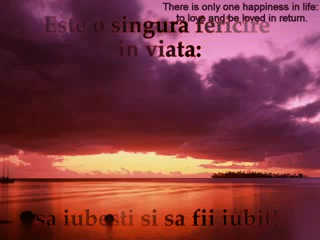 There is only one happiness in life:
to love and be loved in return.
Este o singura fericire
in viata:
sa iubesti si sa fii iubit!